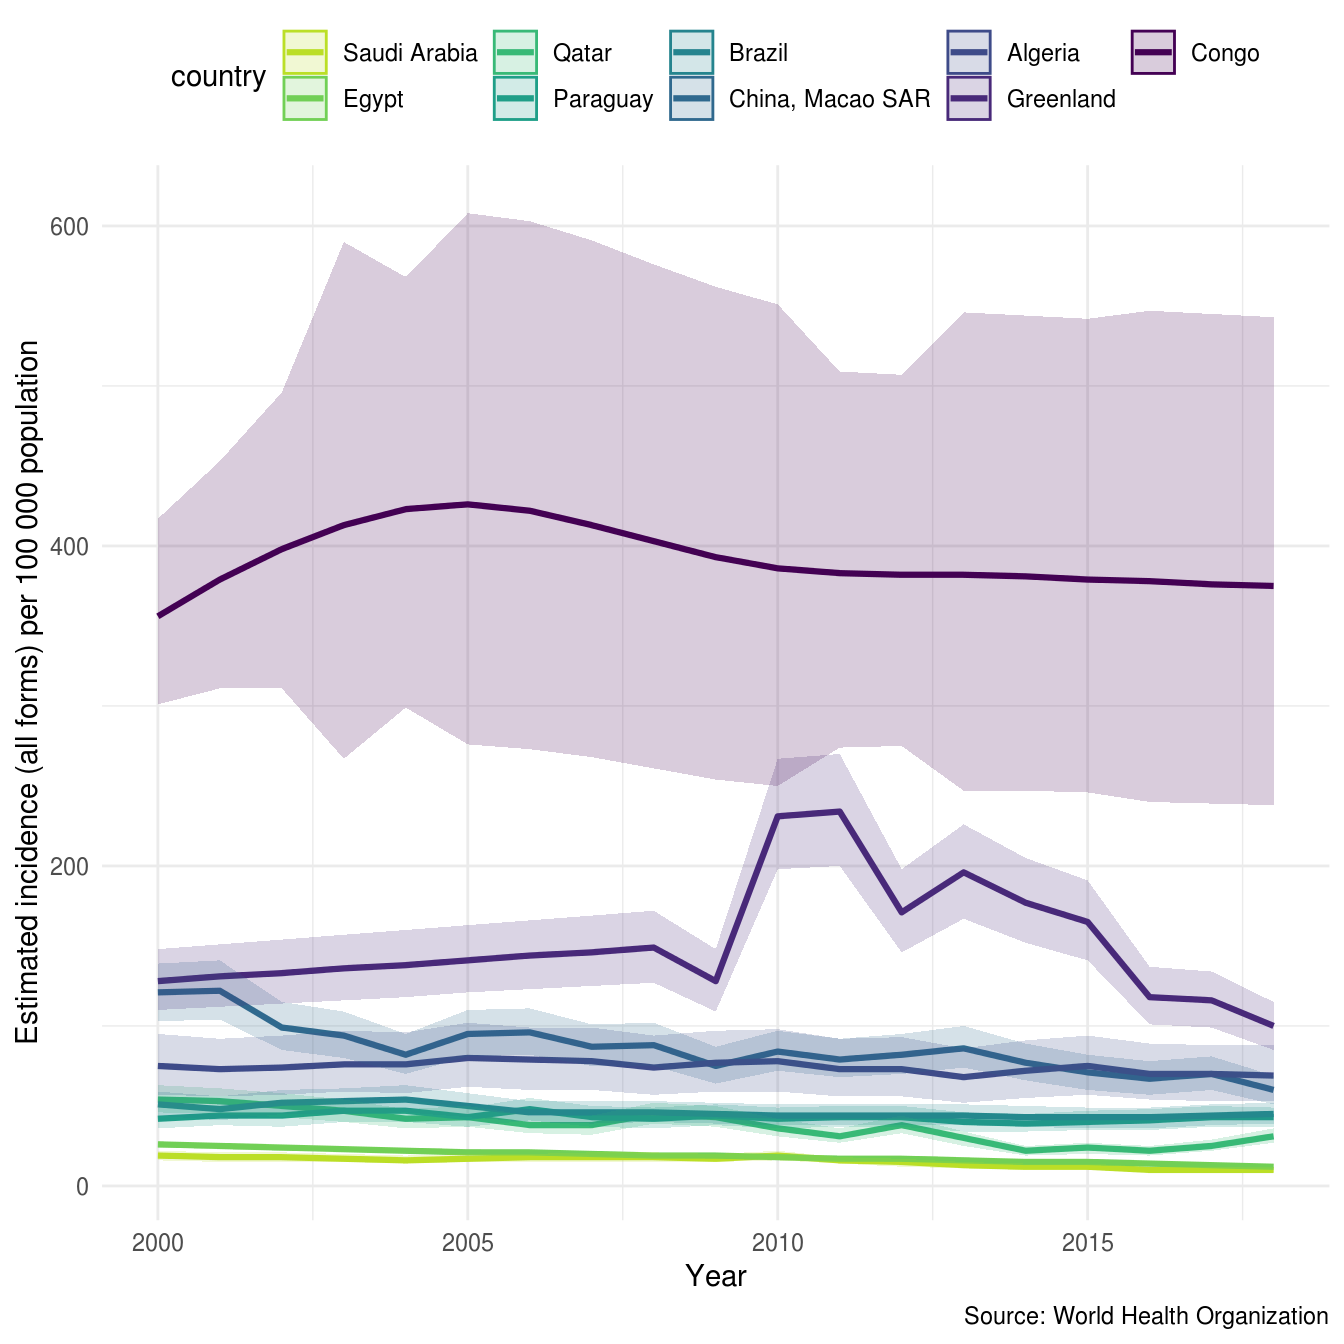 country
Saudi Arabia
Egypt
Qatar
Paraguay
Brazil
China, Macao SAR
Algeria
Greenland
Congo
Estimated incidence (all forms) per 100 000 population
600
400
200
0
2000
2005
2010
2015
Year
Source: World Health Organization